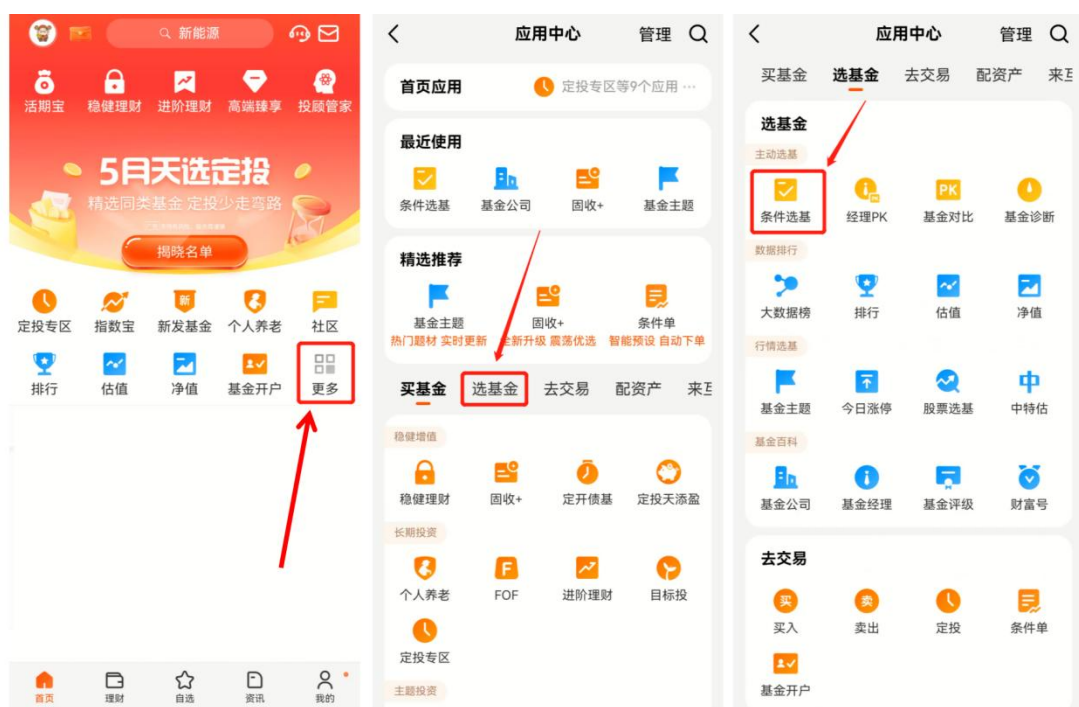 新能源
活期宝 稳健理财 进阶理财 高端臻享 投顾管家
5月天选定投
精选同类基金 定投少走弯路
揭晓名单
定投专区 指数宝 新发基金 个人养老 社区
新
排行 估值 净值 基金开户 更多
首页 理财 自选 资讯 我的
应用中心 管理
首页应用 定投专区等9个应用 ···
最近使用
条件选基 基金公司 固收+ 基金主题
精选推荐
基金主题 固收+ 条件单
热门题材 实时更新 全新升级 震荡优选 智能预设 自动下单
买基金 选基金 去交易 配资产 来互
稳健增值
稳健理财 固收+ 定开债基 定投天添盈
长期投资
F
个人养老 FOF 进阶理财 目标投
定投专区
主题投资
应用中心 管理
买基金 选基金 去交易 配资产 来互
选基金
主动选基
PK
条件选基 经理PK 基金对比 基金诊断
数据排行
大数据榜 排行 估值 净值
行情选基
中
基金主题 今日涨停 股票选基 中特估
基金百科
基金公司 基金经理 基金评级 财富号
去交易
买 卖
买入 卖出 定投 条件单
基金开户